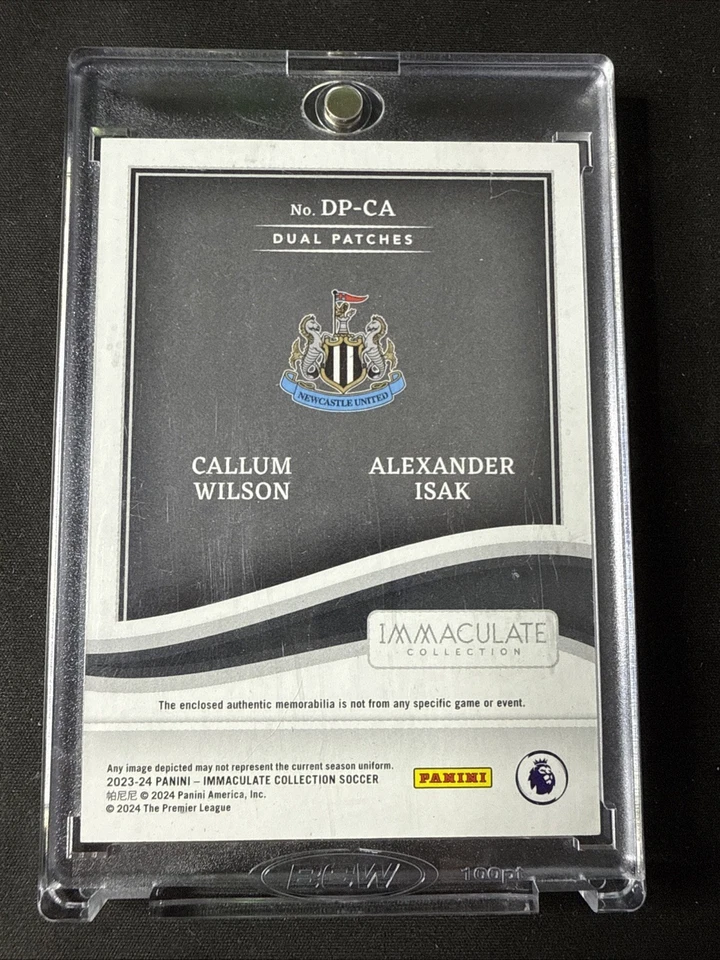 No. DP-CA
DUAL PATCHES
NEWCASTLE UNITED
CALLUM WILSON
ALEXANDER ISAK
IMMACULATE
COLLECTION
The enclosed authentic memorabilia is not from any specific game or event.
Any image depicted may not represent the current season uniform.
2023-24 PANINI – IMMACULATE COLLECTION SOCCER
帕尼尼 © 2024 Panini America, Inc.
© 2024 The Premier League
PANINI
BCW
100pt